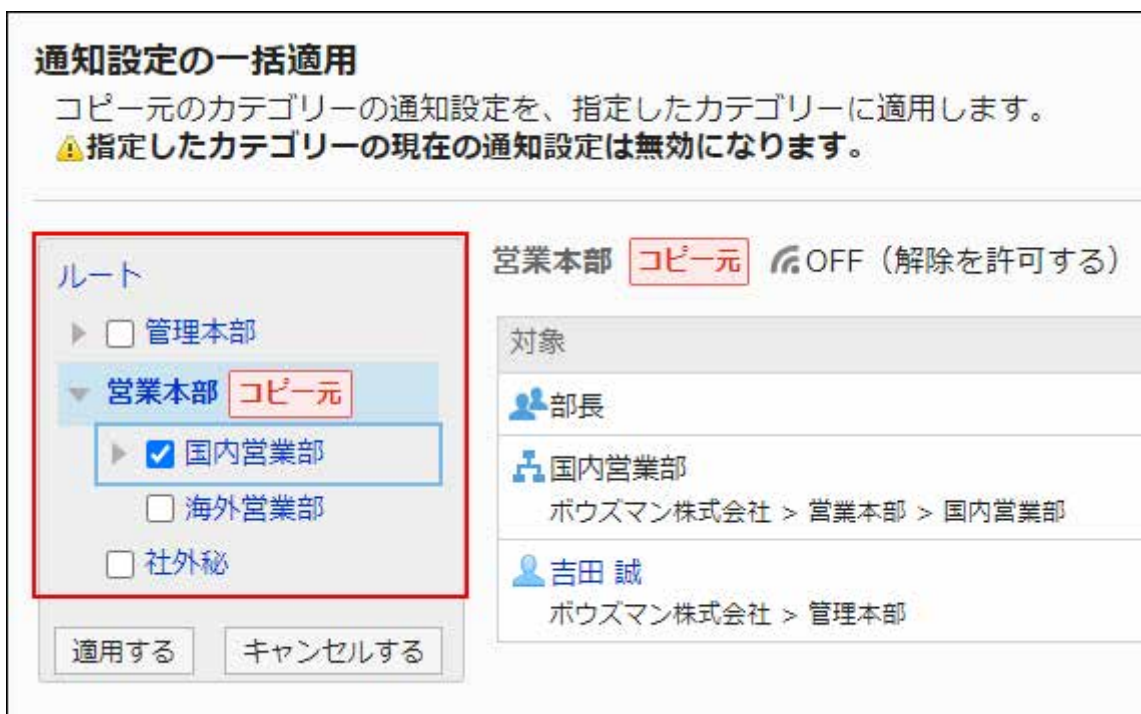 通知設定の一括適用
コピー元のカテゴリーの通知設定を、指定したカテゴリーに適用します。
指定したカテゴリーの現在の通知設定は無効になります。
ルート
管理本部
営業本部 コピー元
国内営業部
海外営業部
社外秘
適用する キャンセルする
営業本部 コピー元 OFF（解除を許可する）
対象
部長
国内営業部
ボウズマン株式会社 > 営業本部 > 国内営業部
吉田 誠
ボウズマン株式会社 > 管理本部